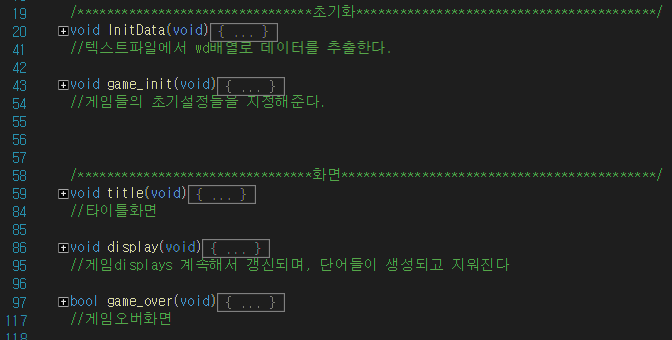 19 /*******************************초기화****************************************/
20 void InitData(void){ ... }
41 //텍스트파일에서 wd배열로 데이터를 추출한다.
42
43 void game_init(void){ ... }
54 //게임들의 초기설정들을 지정해준다.
55
56
57
58 /*******************************화면******************************************/
59 void title(void){ ... }
84 //타이틀화면
85
86 void display(void){ ... }
95 //게임displays 계속해서 갱신되며, 단어들이 생성되고 지워진다
96
97 bool game_over(void){ ... }
117 //게임오버화면